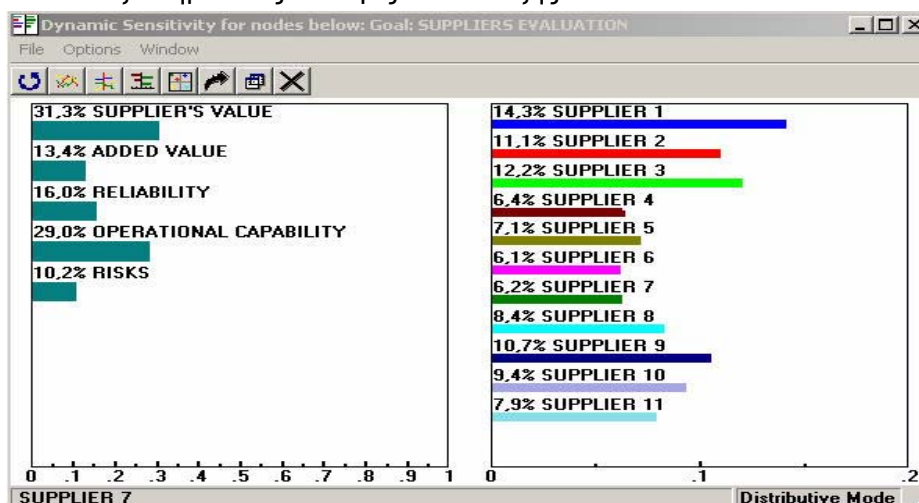 Dynamic Sensitivity for nodes below: Goal: SUPPLIERS EVALUATION
File Options Window
31,3% SUPPLIER'S VALUE
13,4% ADDED VALUE
16,0% RELIABILITY
29,0% OPERATIONAL CAPABILITY
10,2% RISKS
0 .1 .2 .3 .4 .5 .6 .7 .8 .9 1
14,3% SUPPLIER 1
11,1% SUPPLIER 2
12,2% SUPPLIER 3
6,4% SUPPLIER 4
7,1% SUPPLIER 5
6,1% SUPPLIER 6
6,2% SUPPLIER 7
8,4% SUPPLIER 8
10,7% SUPPLIER 9
9,4% SUPPLIER 10
7,9% SUPPLIER 11
0 .1 .2
SUPPLIER 7
Distributive Mode